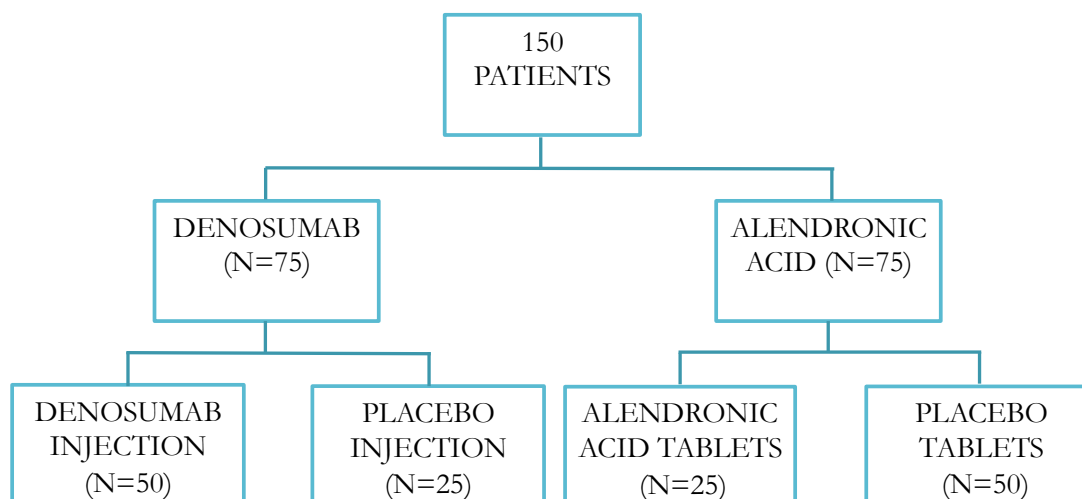 150
PATIENTS
DENOSUMAB
(N=75)
ALENDRONIC
ACID (N=75)
DENOSUMAB
INJECTION
(N=50)
PLACEBO
INJECTION
(N=25)
ALENDRONIC
ACID TABLETS
(N=25)
PLACEBO
TABLETS
(N=50)